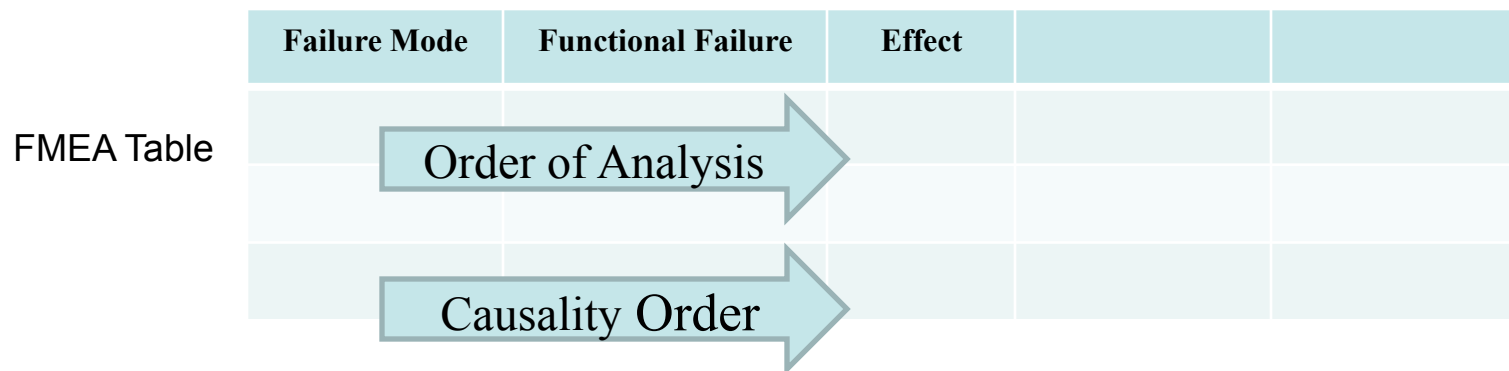 Failure Mode Functional Failure Effect
FMEA Table
Order of Analysis
Causality Order